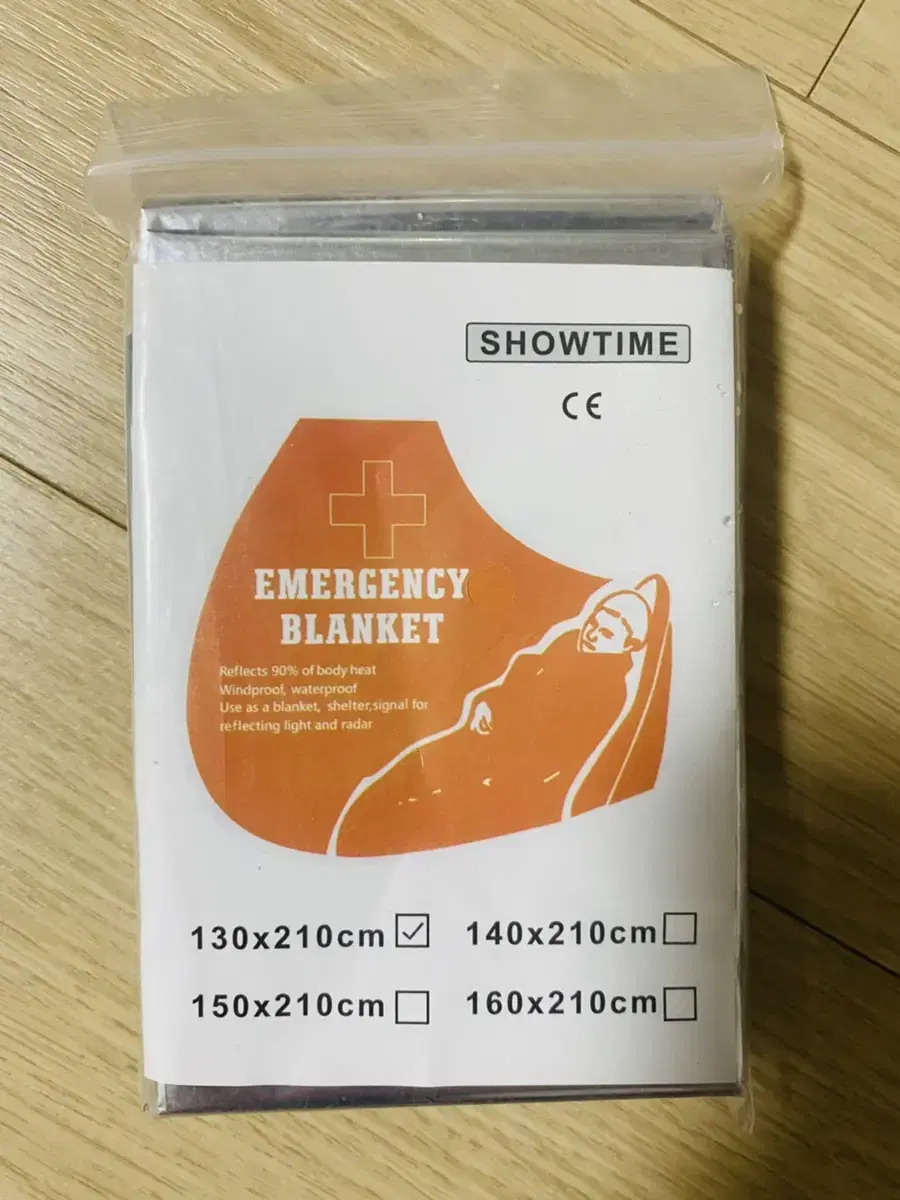 SHOWTIME
CE
EMERGENCY
BLANKET
Reflects 90% of body heat
Windproof, waterproof
Use as a blanket, shelter,signal for
reflecting light and radar
130x210cm 140x210cm
150x210cm 160x210cm